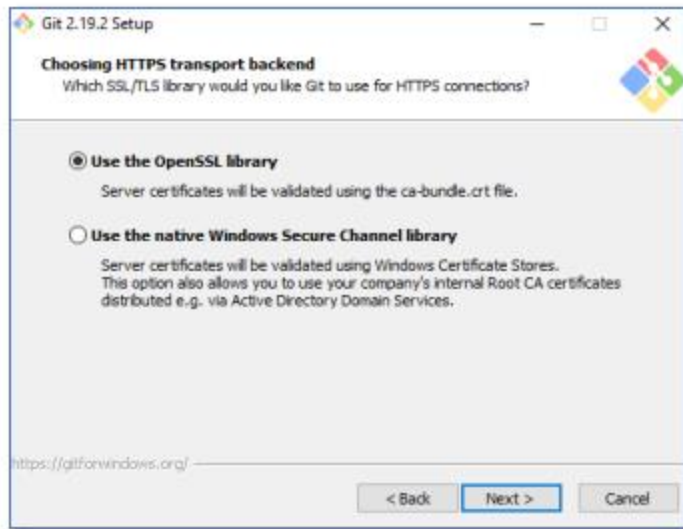 Git 2.19.2 Setup
Choosing HTTPS transport backend
Which SSL/TLS library would you like Git to use for HTTPS connections?
Use the OpenSSL library
Server certificates will be validated using the ca-bundle.crt file.
Use the native Windows Secure Channel library
Server certificates will be validated using Windows Certificate Stores.
This option also allows you to use your company's internal Root CA certificates
distributed e.g. via Active Directory Domain Services.
https://gitforwindows.org/
< Back Next > Cancel